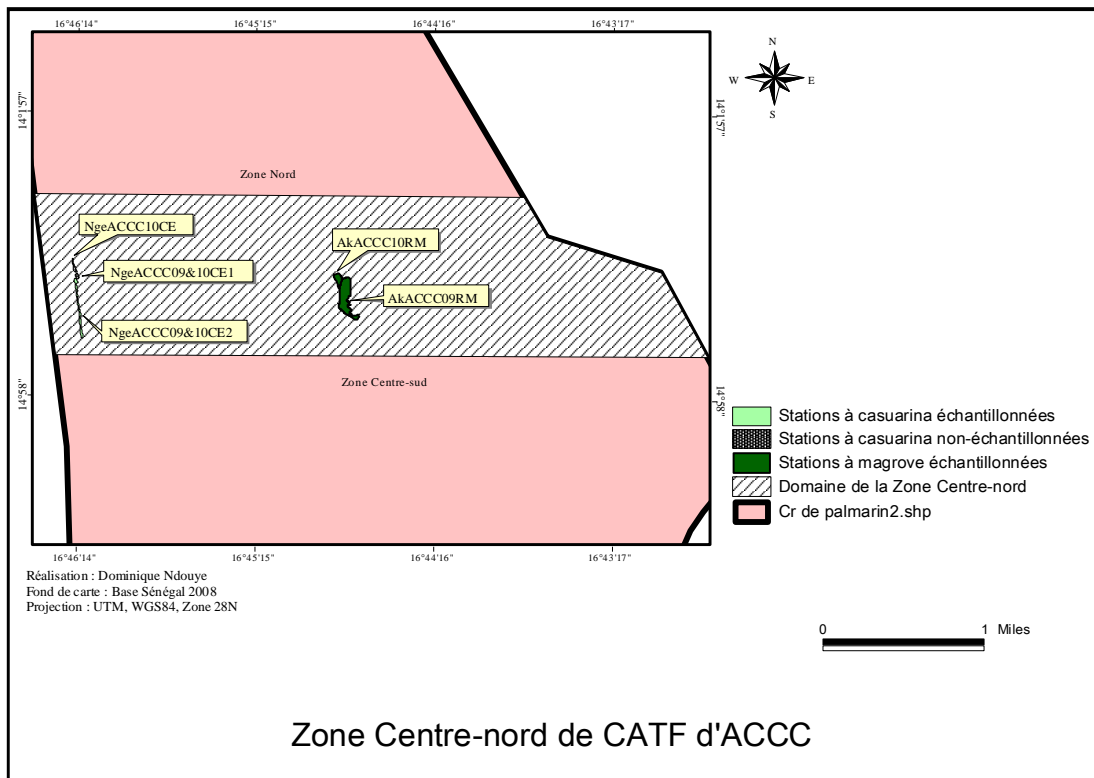 16°46'14" 16°45'15" 16°44'16" 16°43'17"
N
W E
S
14°1'57" 14°1'57"
Zone Nord
NgeACCC10CE
AkACCC10RM
NgeACCC09&10CE1
AkACCC09RM
NgeACCC09&10CE2
Zone Centre-sud
14°58" 14°58"
Stations à casuarina échantillonnées
Stations à casuarina non-échantillonnées
Stations à magrove échantillonnées
Domaine de la Zone Centre-nord
Cr de palmarin2.shp
16°46'14" 16°45'15" 16°44'16" 16°43'17"
Réalisation : Dominique Ndouye
Fond de carte : Base Sénégal 2008
Projection : UTM, WGS84, Zone 28N
0 1 Miles
Zone Centre-nord de CATF d'ACCC